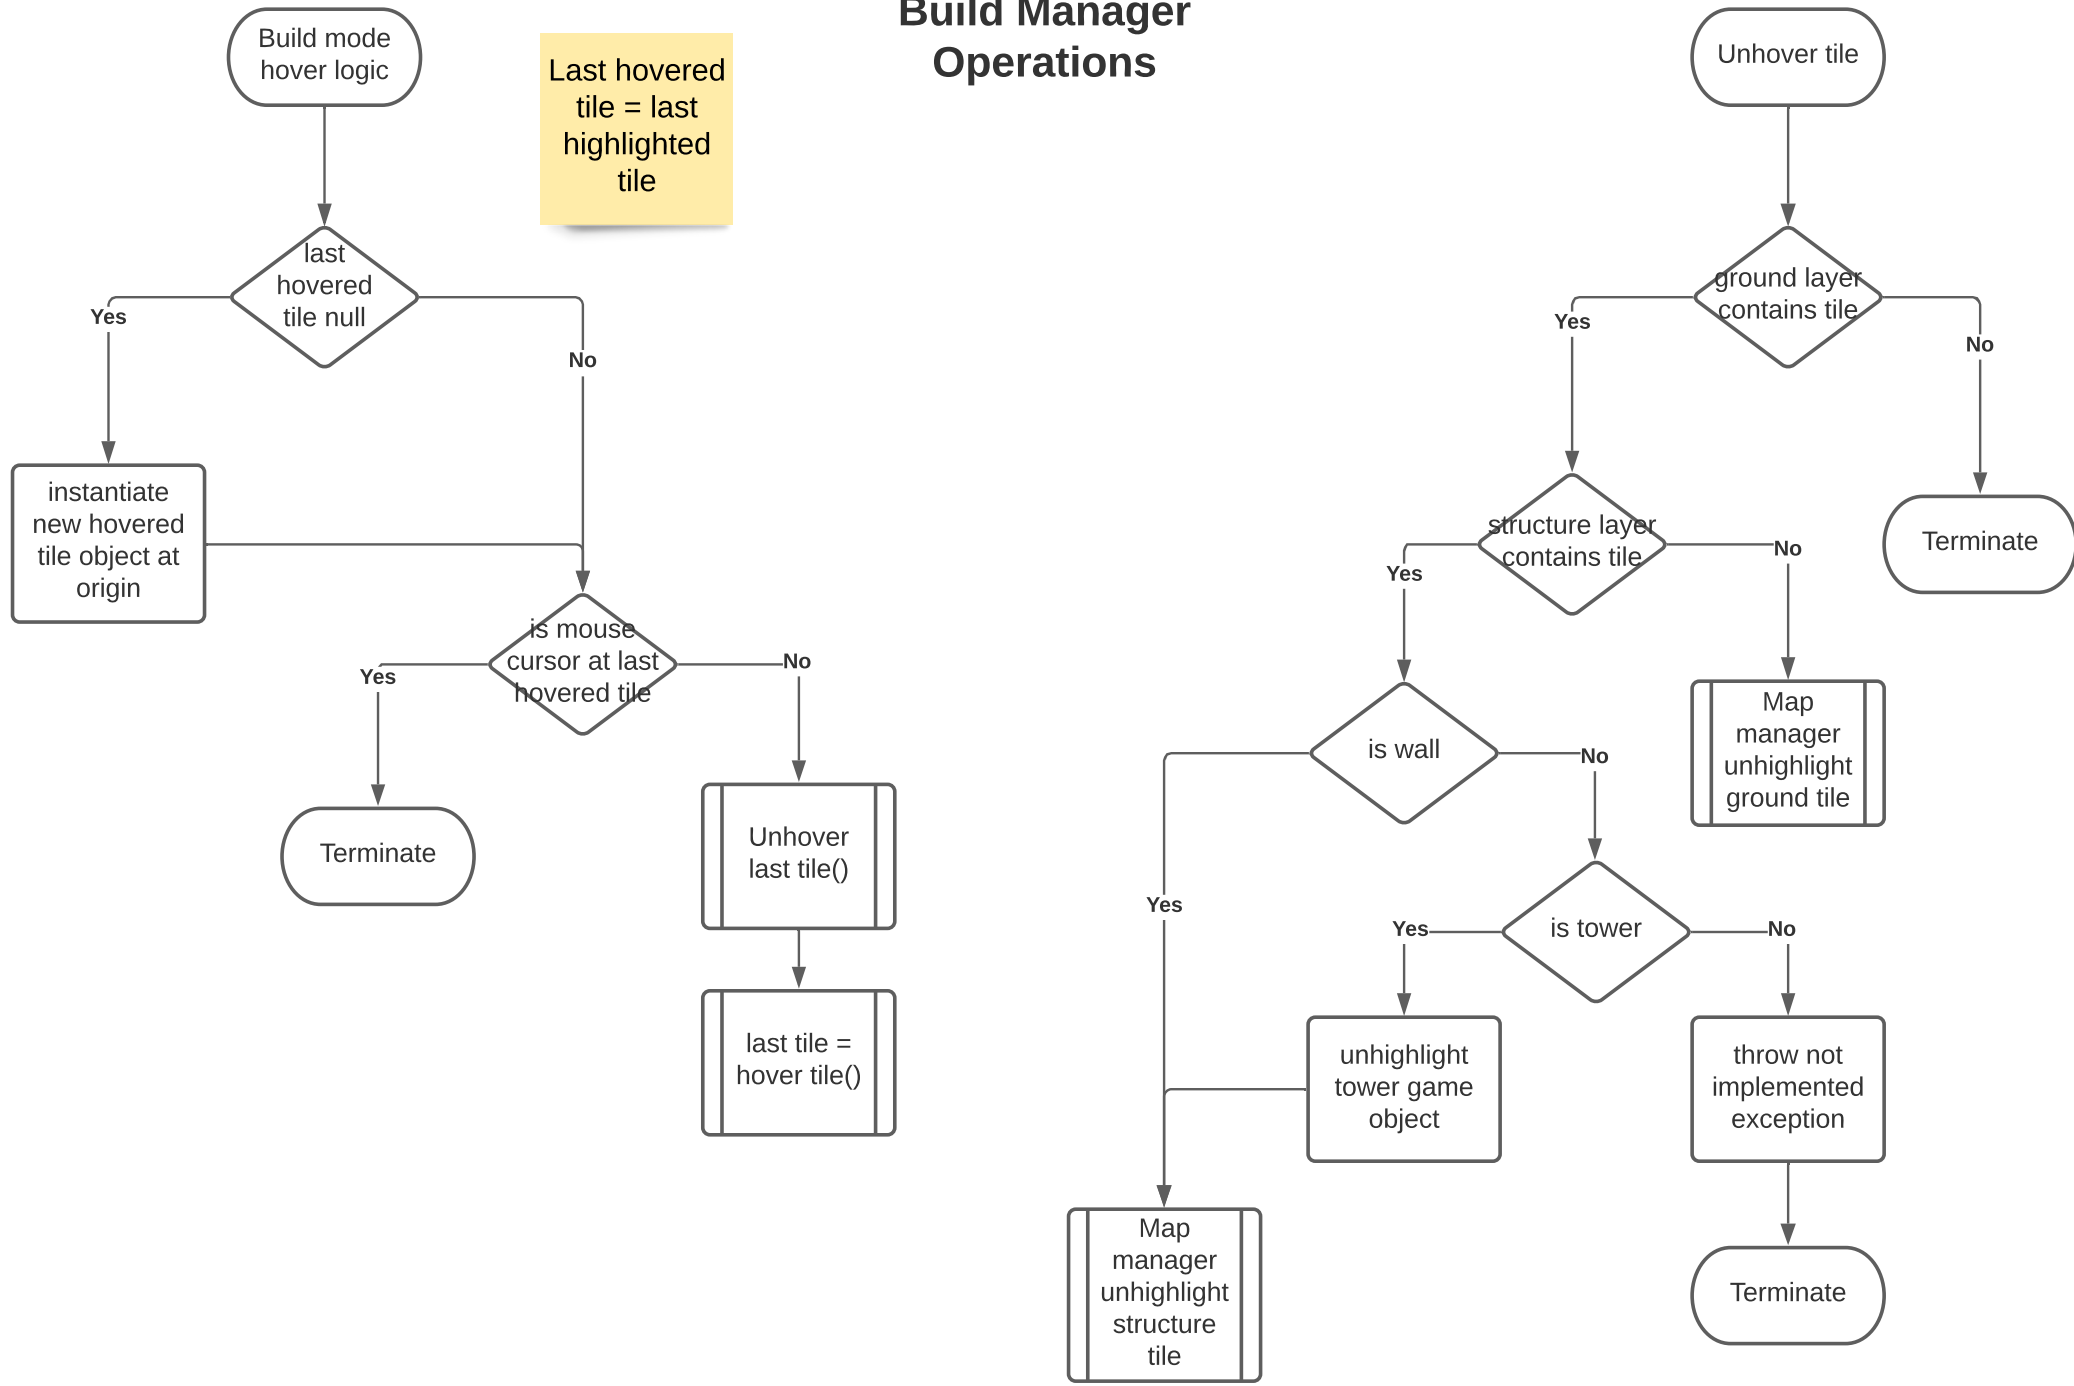 Build Manager
Operations
Build mode
hover logic
Last hovered
tile = last
highlighted
tile
last
hovered
tile null
Yes
No
instantiate
new hovered
tile object at
origin
is mouse
cursor at last
hovered tile
Yes
No
Terminate
Unhover
last tile()
last tile =
hover tile()
Unhover tile
ground layer
contains tile
Yes
No
Terminate
structure layer
contains tile
Yes
No
Map
manager
unhighlight
ground tile
is wall
Yes
No
is tower
Yes
No
unhighlight
tower game
object
throw not
implemented
exception
Map
manager
unhighlight
structure
tile
Terminate